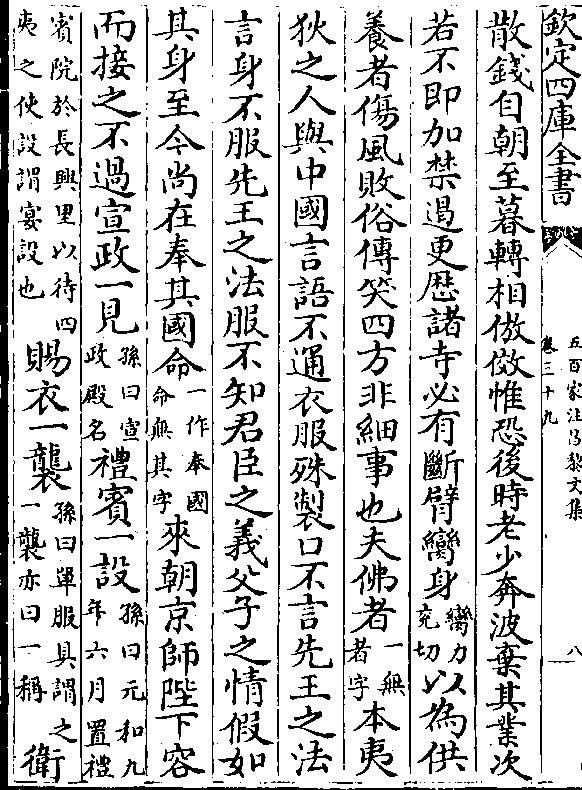 欽定四庫全書
五百家注昌黎文集
卷三十九
八
散錢自朝至暮轉相倣傚惟恐後時老少奔波棄其業次
若不即加禁遏更歴諸寺必有斷臂臠身臠力充切以為供
養者傷風敗俗傳笑四方非細事也夫佛者一無者字本夷
狄之人與中國言語不通衣服殊製口不言先王之法
言身不服先王之法服不知君臣之義父子之情假如
其身至今尚在奉其國命一作奉國命無其字來朝京師陛下容
而接之不過宣政一見孫曰宣政殿名禮賓一設孫曰元和九年六月置禮
賓院於長興里以待四夷之使設謂宴設也賜衣一襲孫曰單服具謂之一襲亦曰一稱衛